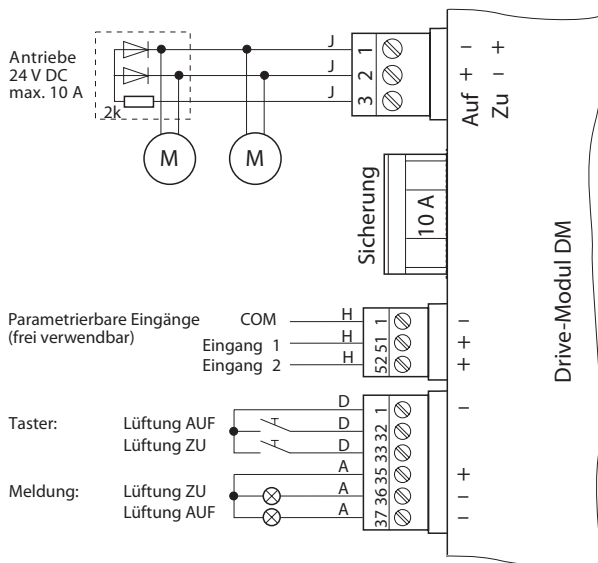 Antriebe
24 V DC
max. 10 A
2k
M
M
J
J
J
1
2
3
– +
+ –
Auf
Zu
Sicherung
10 A
Drive-Modul DM
Parametrierbare Eingänge
(frei verwendbar)
COM H 1 –
Eingang 1 H 51 +
Eingang 2 H 52 +
Taster:
D 1 –
Lüftung AUF D 32
Lüftung ZU D 33
A 35 +
Meldung: Lüftung ZU A 36 –
Lüftung AUF A 37 –